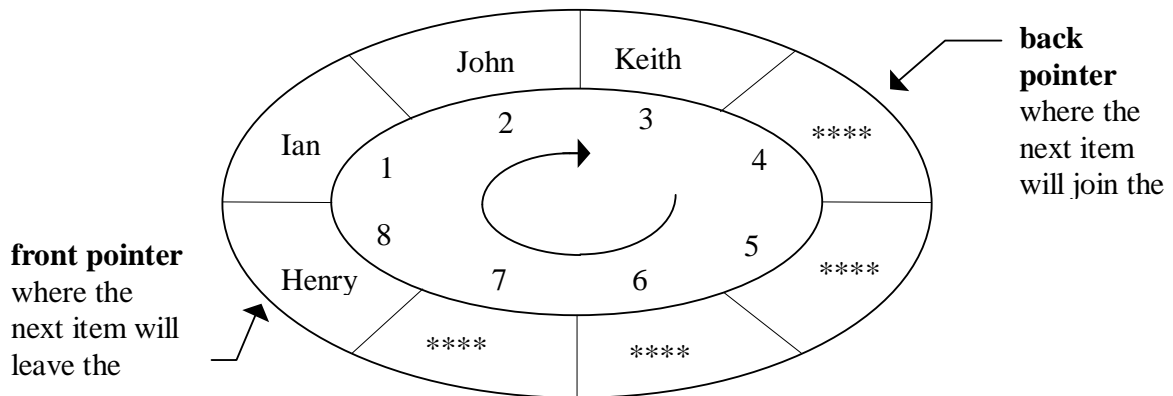 John
Keith
back
pointer
where the
next item
will join the
Ian
****
2
3
1
4
front pointer
where the
next item will
leave the
8
5
Henry
7
6
****
****
****